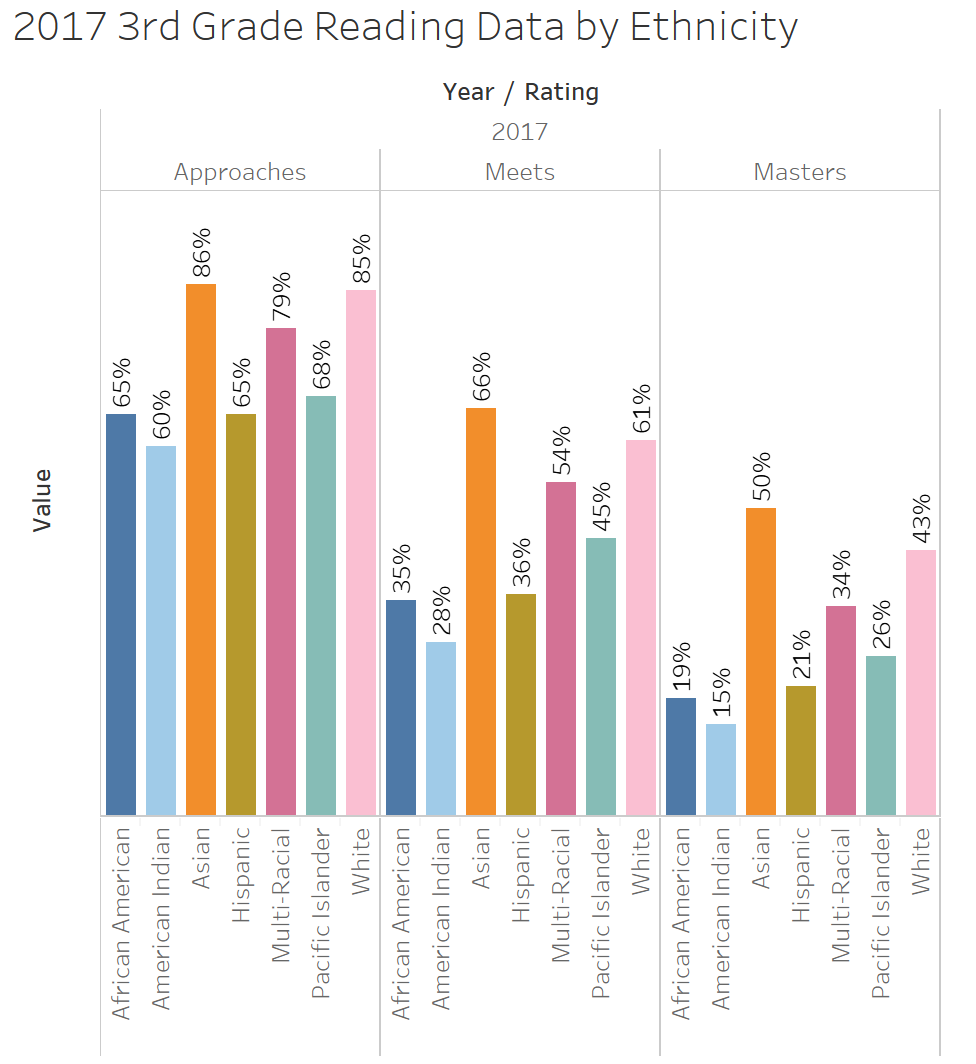 2017 3rd Grade Reading Data by Ethnicity
Year / Rating
2017
Approaches
Meets
Masters
Value
65%
60%
86%
65%
79%
68%
85%
35%
28%
66%
36%
54%
45%
61%
19%
15%
50%
21%
34%
26%
43%
African American
American Indian
Asian
Hispanic
Multi-Racial
Pacific Islander
White
African American
American Indian
Asian
Hispanic
Multi-Racial
Pacific Islander
White
African American
American Indian
Asian
Hispanic
Multi-Racial
Pacific Islander
White